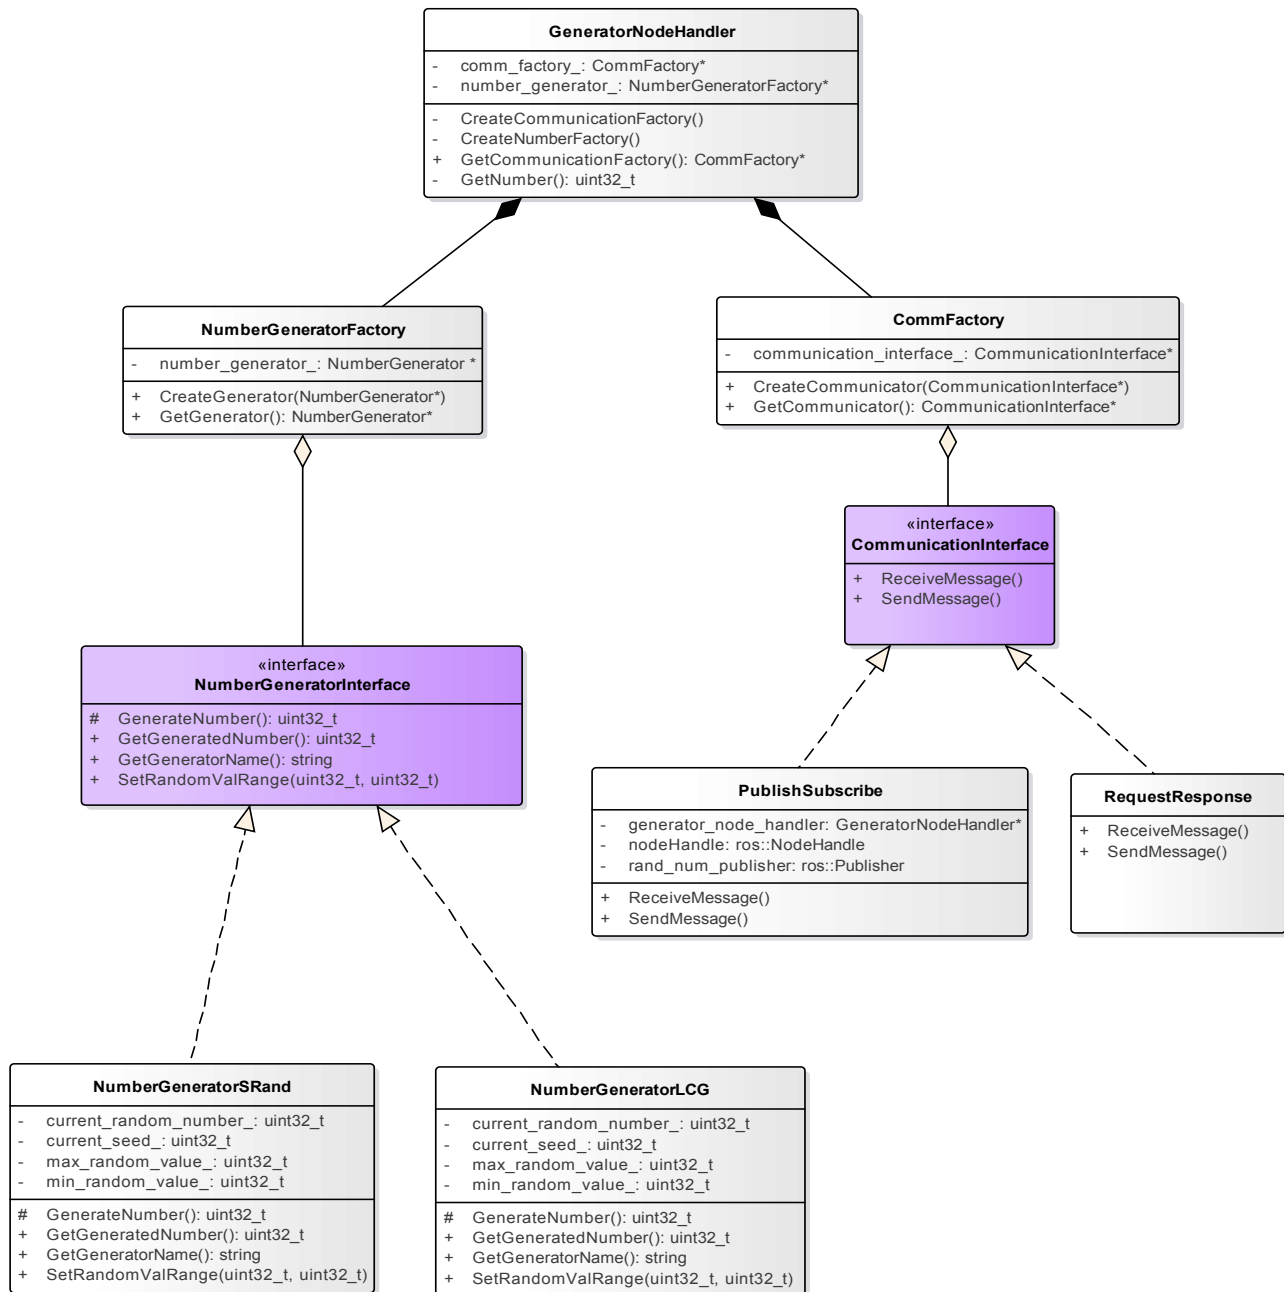 GeneratorNodeHandler
- comm_factory_: CommFactory*
- number_generator_: NumberGeneratorFactory*
- CreateCommunicationFactory()
- CreateNumberFactory()
+ GetCommunicationFactory(): CommFactory*
- GetNumber(): uint32_t
NumberGeneratorFactory
- number_generator_: NumberGenerator *
+ CreateGenerator(NumberGenerator*)
+ GetGenerator(): NumberGenerator*
CommFactory
- communication_interface_: CommunicationInterface*
+ CreateCommunicator(CommunicationInterface*)
+ GetCommunicator(): CommunicationInterface*
«interface»
CommunicationInterface
+ ReceiveMessage()
+ SendMessage()
«interface»
NumberGeneratorInterface
# GenerateNumber(): uint32_t
+ GetGeneratedNumber(): uint32_t
+ GetGeneratorName(): string
+ SetRandomValRange(uint32_t, uint32_t)
PublishSubscribe
- generator_node_handler: GeneratorNodeHandler*
- nodeHandle: ros::NodeHandle
- rand_num_publisher: ros::Publisher
+ ReceiveMessage()
+ SendMessage()
RequestResponse
+ ReceiveMessage()
+ SendMessage()
NumberGeneratorSRand
- current_random_number_: uint32_t
- current_seed_: uint32_t
- max_random_value_: uint32_t
- min_random_value_: uint32_t
# GenerateNumber(): uint32_t
+ GetGeneratedNumber(): uint32_t
+ GetGeneratorName(): string
+ SetRandomValRange(uint32_t, uint32_t)
NumberGeneratorLCG
- current_random_number_: uint32_t
- current_seed_: uint32_t
- max_random_value_: uint32_t
- min_random_value_: uint32_t
# GenerateNumber(): uint32_t
+ GetGeneratedNumber(): uint32_t
+ GetGeneratorName(): string
+ SetRandomValRange(uint32_t, uint32_t)